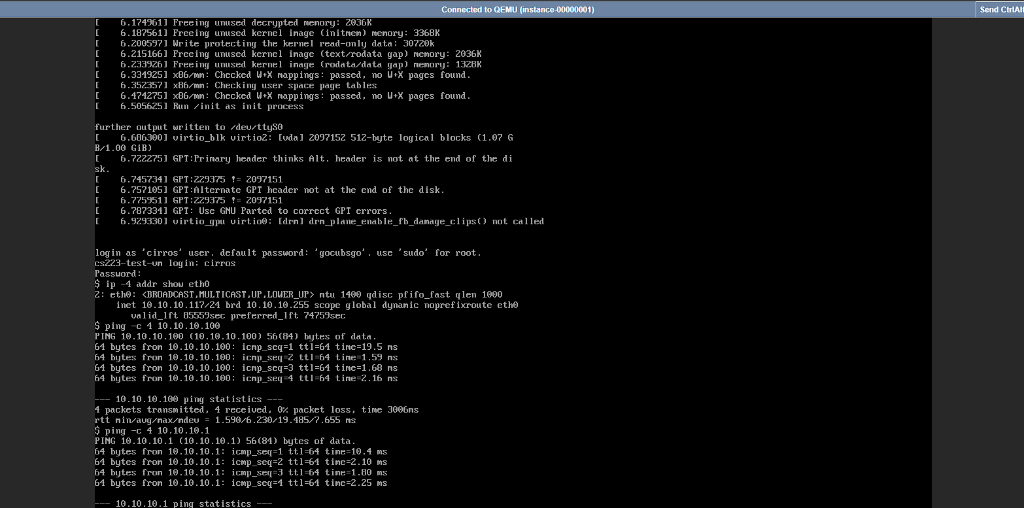 Connected to QEMU (instance-00000001)
Send CtrlAlt
[    6.174961] Freeing unused decrypted memory: 2036K
[    6.187561] Freeing unused kernel image (initmem) memory: 3368K
[    6.200597] Write protecting the kernel read-only data: 30720k
[    6.215166] Freeing unused kernel image (text/rodata gap) memory: 2036K
[    6.233926] Freeing unused kernel image (rodata/data gap) memory: 1328K
[    6.334925] x86/mm: Checked W+X mappings: passed, no W+X pages found.
[    6.352357] x86/mm: Checking user space page tables
[    6.474275] x86/mm: Checked W+X mappings: passed, no W+X pages found.
[    6.505625] Run /init as init process
further output written to /dev/ttyS0
[    6.686300] virtio_blk virtio2: [vda] 2097152 512-byte logical blocks (1.07 G
B/1.00 GiB)
[    6.722275] GPT:Primary header thinks Alt. header is not at the end of the di
sk.
[    6.745734] GPT:229375 != 2097151
[    6.757105] GPT:Alternate GPT header not at the end of the disk.
[    6.775951] GPT:229375 != 2097151
[    6.787334] GPT: Use GNU Parted to correct GPT errors.
[    6.929330] virtio_gpu virtio0: [drm] drm_plane_enable_fb_damage_clips() not called
login as 'cirros' user. default password: 'gocubsgo'. use 'sudo' for root.
cs223-test-vm login: cirros
Password:
$ ip -4 addr show eth0
2: eth0: <BROADCAST,MULTICAST,UP,LOWER_UP> mtu 1400 qdisc pfifo_fast qlen 1000
    inet 10.10.10.117/24 brd 10.10.10.255 scope global dynamic noprefixroute eth0
       valid_lft 85559sec preferred_lft 74759sec
$ ping -c 4 10.10.10.100
PING 10.10.10.100 (10.10.10.100) 56(84) bytes of data.
64 bytes from 10.10.10.100: icmp_seq=1 ttl=64 time=19.5 ms
64 bytes from 10.10.10.100: icmp_seq=2 ttl=64 time=1.59 ms
64 bytes from 10.10.10.100: icmp_seq=3 ttl=64 time=1.68 ms
64 bytes from 10.10.10.100: icmp_seq=4 ttl=64 time=2.16 ms
--- 10.10.10.100 ping statistics ---
4 packets transmitted, 4 received, 0% packet loss, time 3006ms
rtt min/avg/max/mdev = 1.590/6.230/19.485/7.655 ms
$ ping -c 4 10.10.10.1
PING 10.10.10.1 (10.10.10.1) 56(84) bytes of data.
64 bytes from 10.10.10.1: icmp_seq=1 ttl=64 time=10.4 ms
64 bytes from 10.10.10.1: icmp_seq=2 ttl=64 time=2.10 ms
64 bytes from 10.10.10.1: icmp_seq=3 ttl=64 time=1.80 ms
64 bytes from 10.10.10.1: icmp_seq=4 ttl=64 time=2.25 ms
--- 10.10.10.1 ping statistics ---